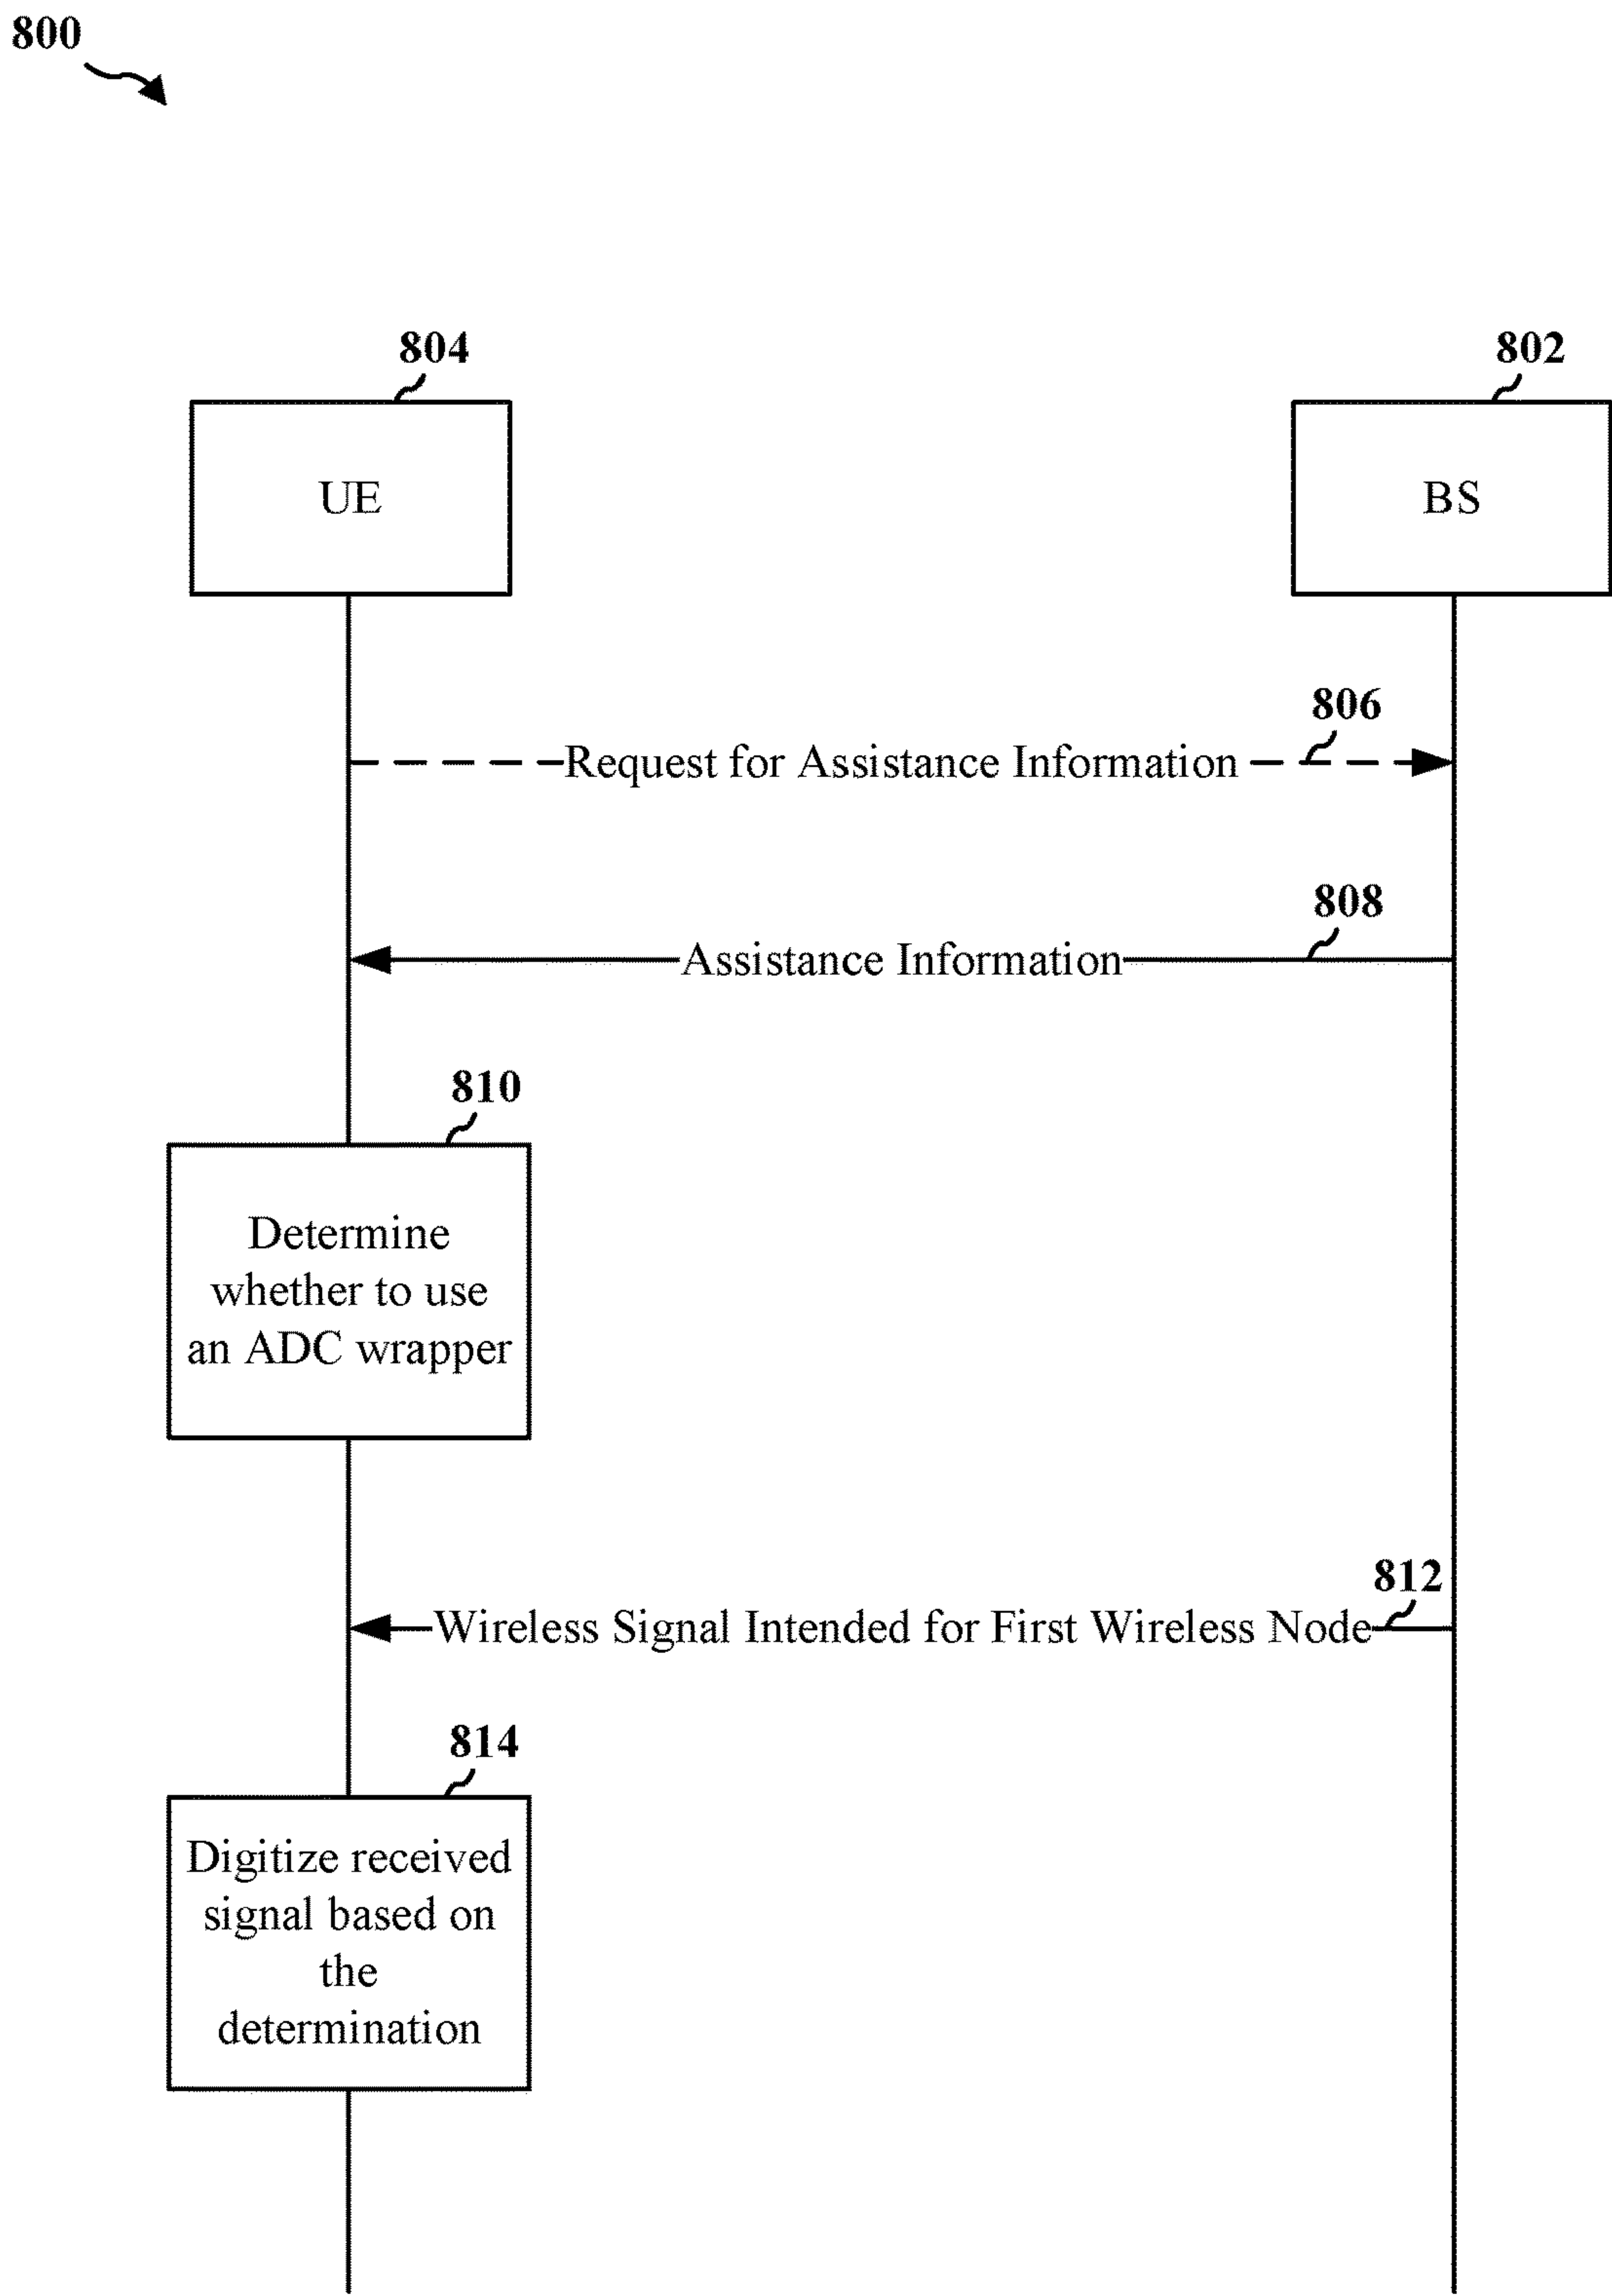 800
804
802
UE
BS
806
Request for Assistance Information
808
Assistance Information
810
Determine
whether to use
an ADC wrapper
812
Wireless Signal Intended for First Wireless Node
814
Digitize received
signal based on
the
determination